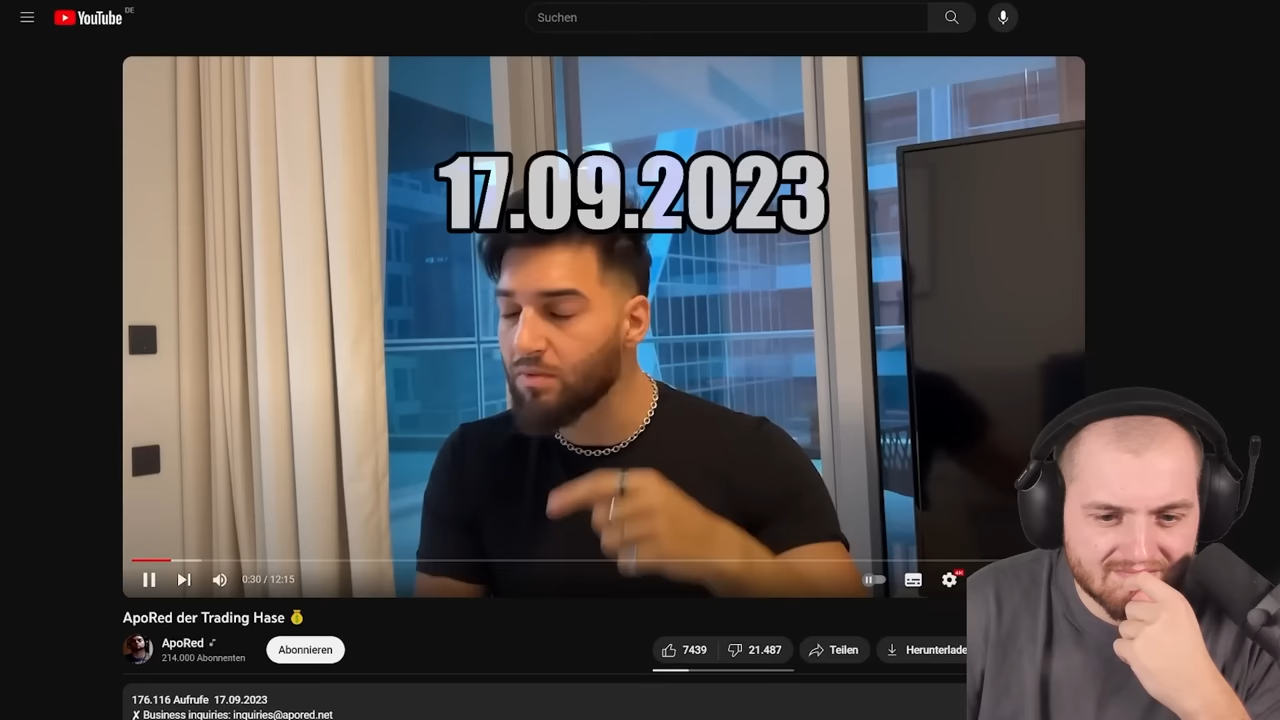 YouTube DE
Suchen
17.09.2023
0:30 / 12:15
4K
ApoRed der Trading Hase
ApoRed
214.000 Abonnenten
Abonnieren
7439
21.487
Teilen
Herunterlade
176.116 Aufrufe 17.09.2023
✗ Business inquiries: inquiries@apored.net